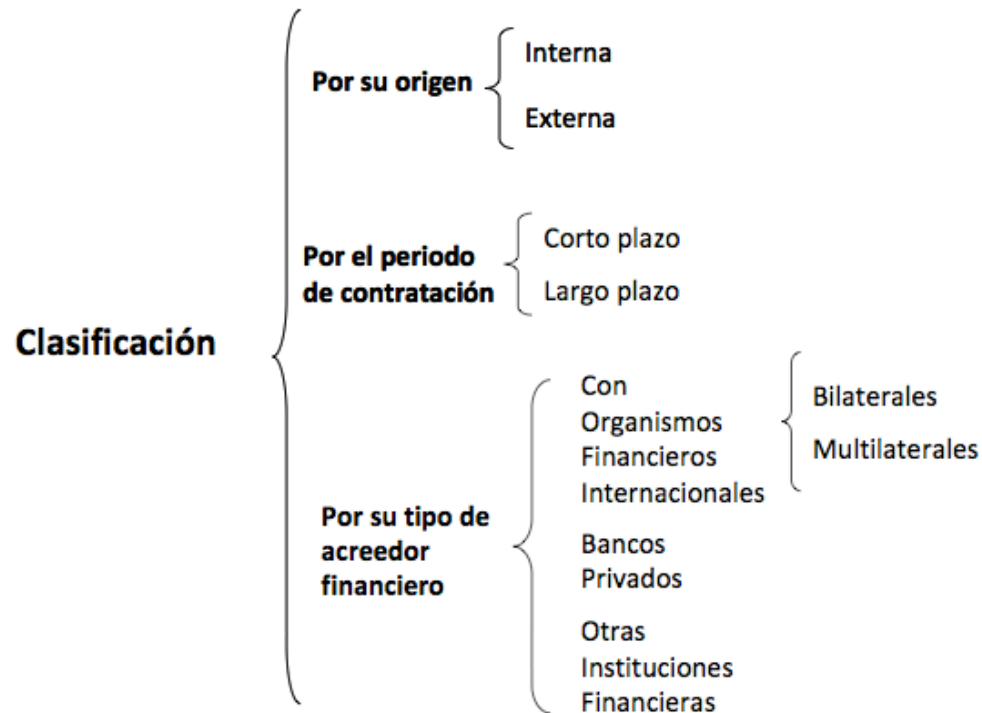 Clasificación
Por su origen
Interna
Externa
Por el periodo
de contratación
Corto plazo
Largo plazo
Por su tipo de
acreedor
financiero
Con
Organismos
Financieros
Internacionales
Bilaterales
Multilaterales
Bancos
Privados
Otras
Instituciones
Financieras